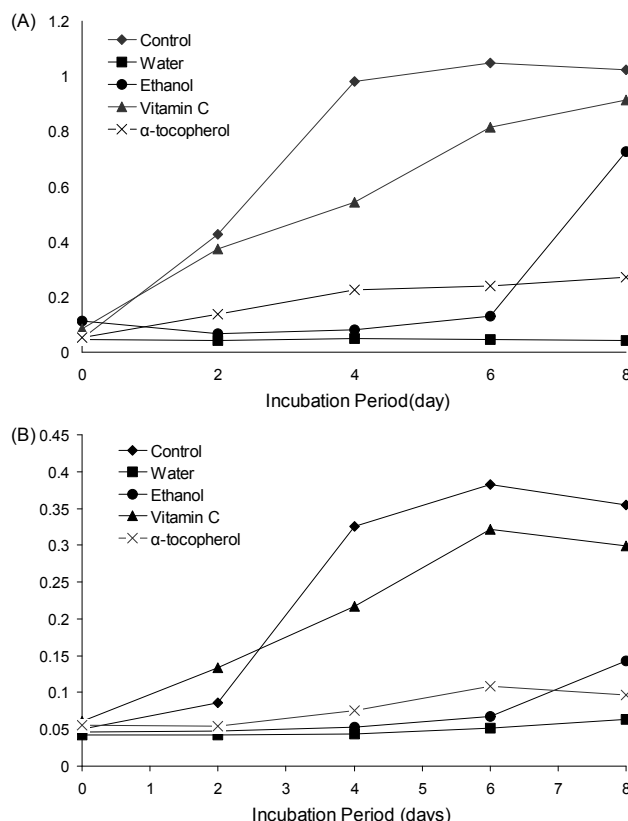 (A)
1.2
1
0.8
0.6
0.4
0.2
0
Control
Water
Ethanol
Vitamin C
α-tocopherol
0 2 4 6 8
Incubation Period(day)
(B)
0.45
0.4
0.35
0.3
0.25
0.2
0.15
0.1
0.05
0
Control
Water
Ethanol
Vitamin C
α-tocopherol
0 1 2 3 4 5 6 7 8
Incubation Period (days)